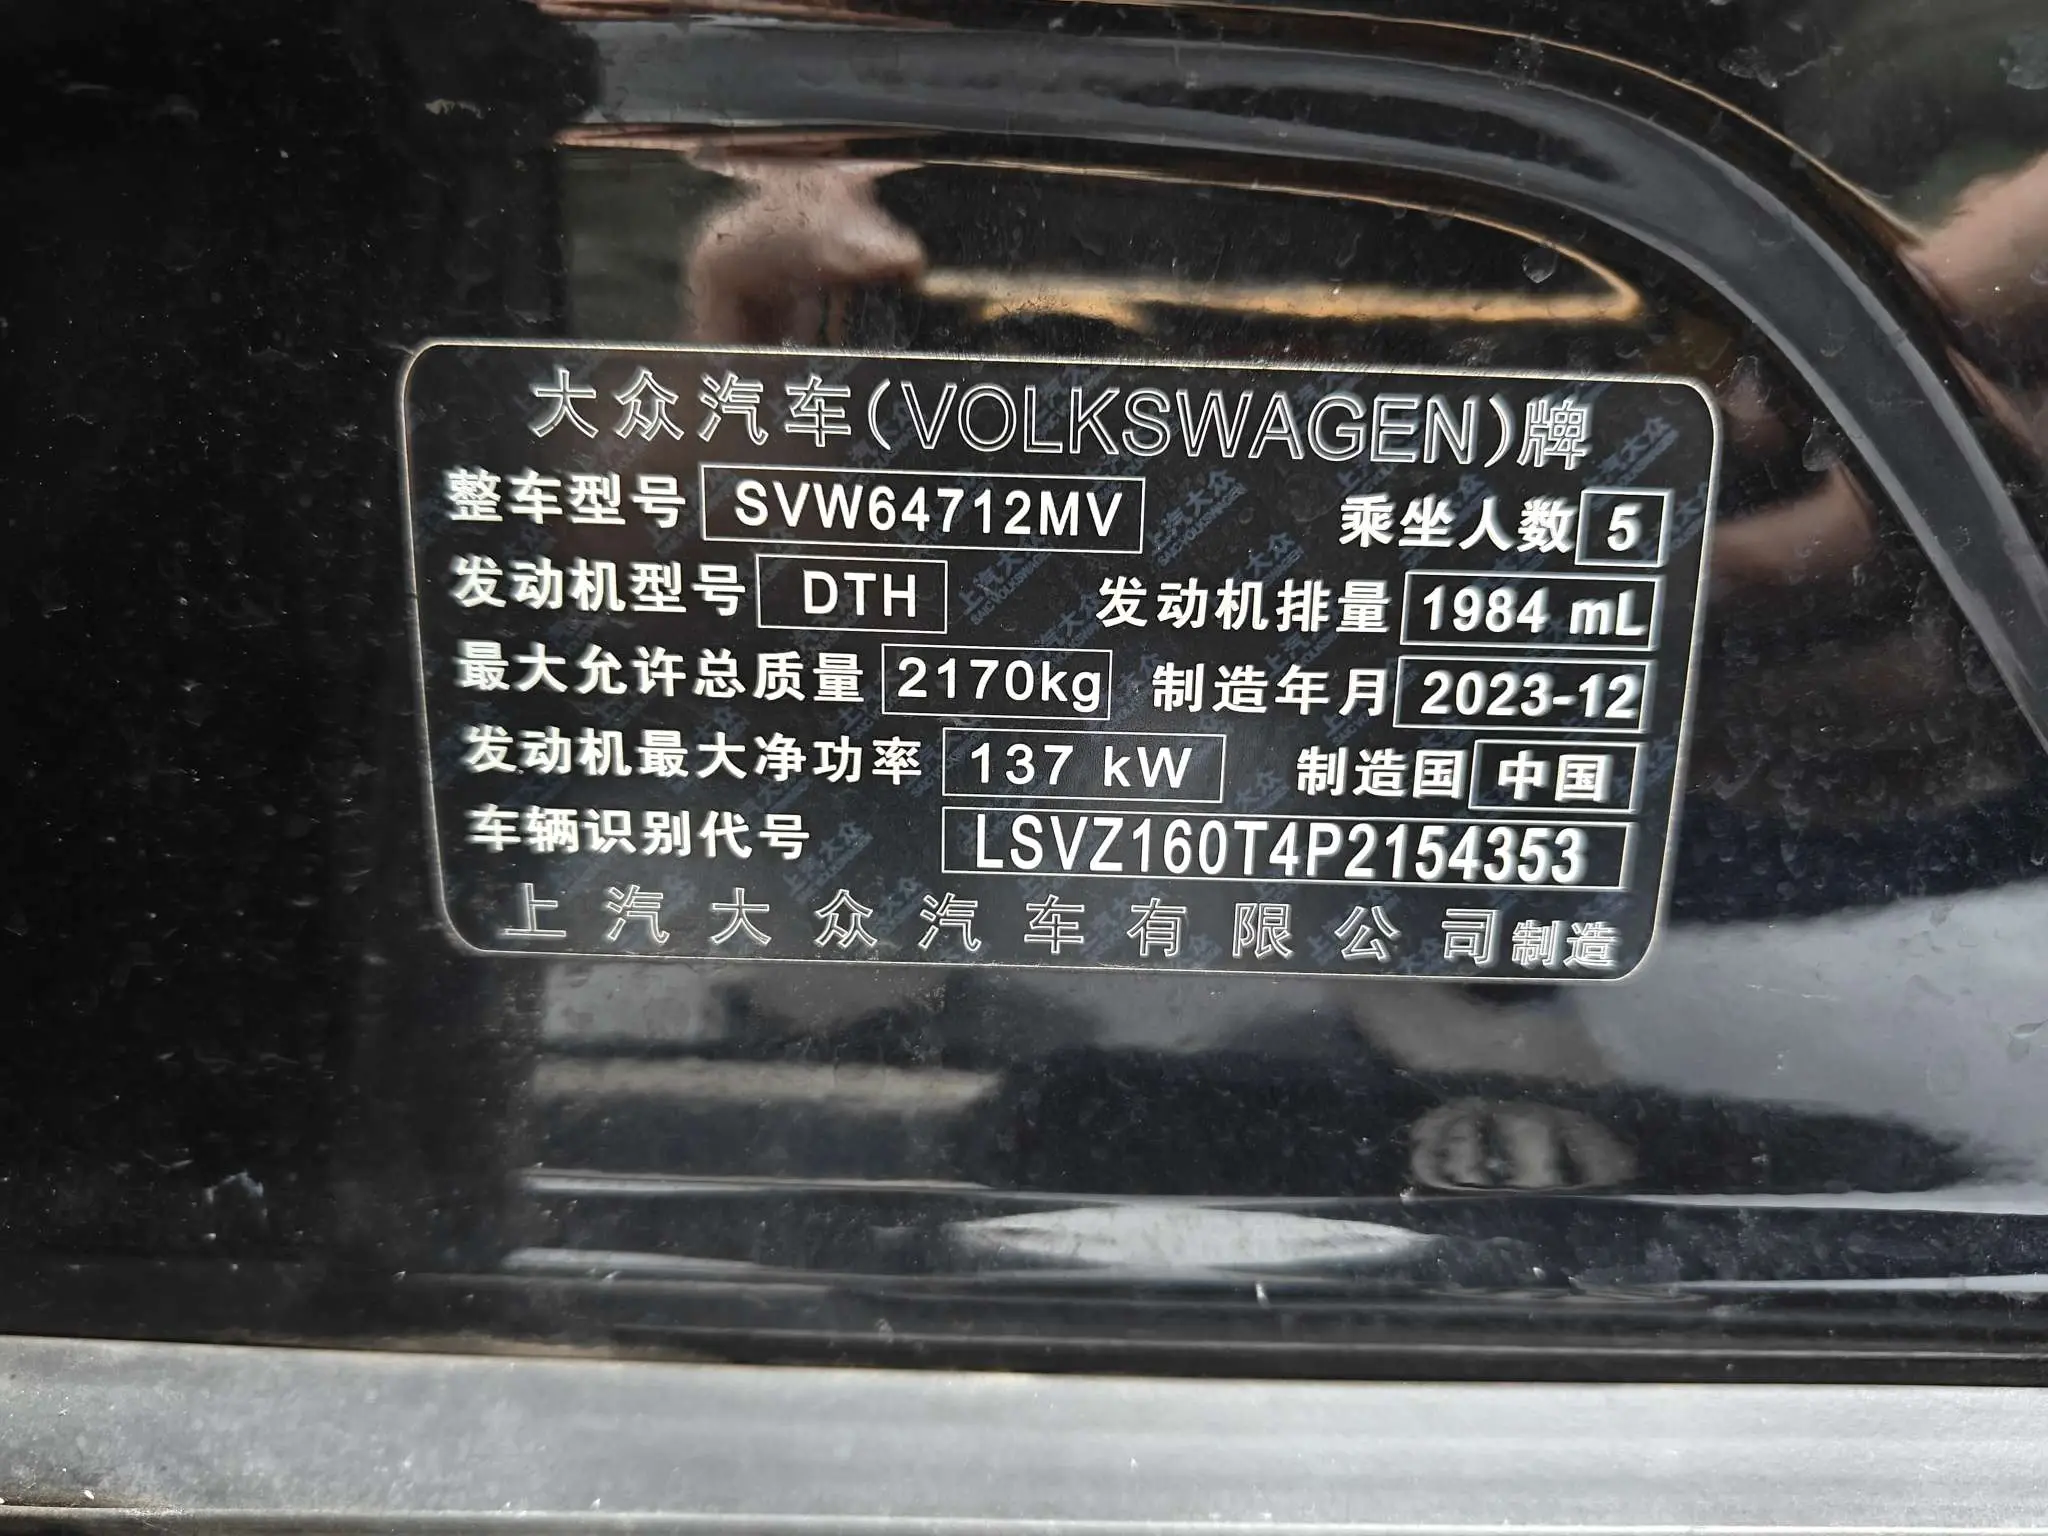 大众汽车(VOLKSWAGEN)牌
整车型号 SVW64712MV 乘坐人数 5
发动机型号 DTH 发动机排量 1984 mL
最大允许总质量 2170kg 制造年月 2023-12
发动机最大净功率 137 kW 制造国 中国
车辆识别代号 LSVZ160T4P2154353
上汽大众汽车有限公司制造